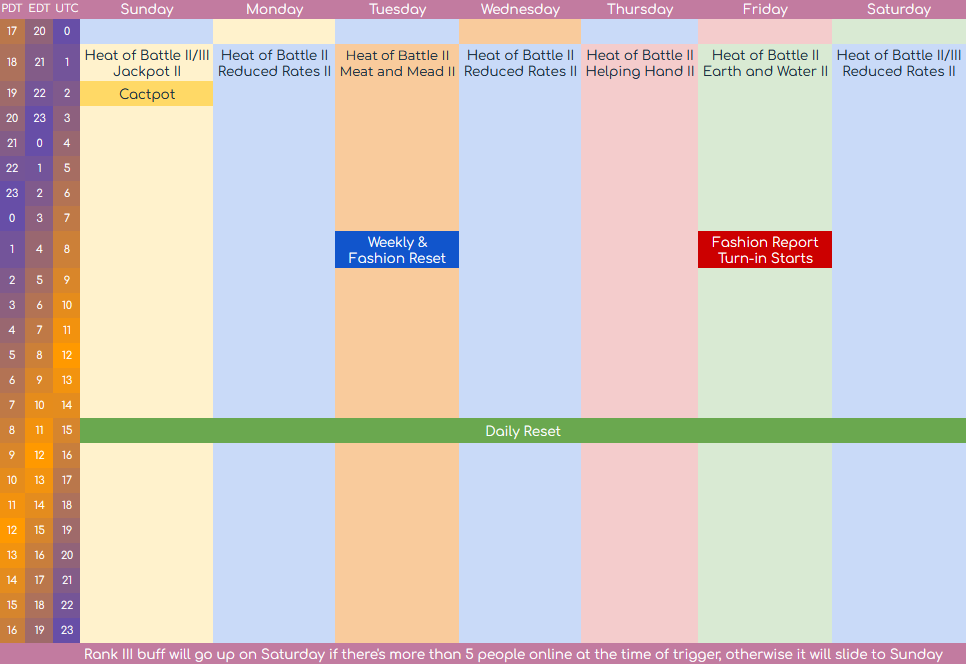 PDT EDT UTC Sunday Monday Tuesday Wednesday Thursday Friday Saturday
17 20 0
18 21 1 Heat of Battle II/III Heat of Battle II Heat of Battle II Heat of Battle II Heat of Battle II Heat of Battle II Heat of Battle II/III
Jackpot II Reduced Rates II Meat and Mead II Reduced Rates II Helping Hand II Earth and Water II Reduced Rates II
19 22 2 Cactpot
20 23 3
21 0 4
22 1 5
23 2 6
0 3 7
1 4 8 Weekly & Fashion Report
Fashion Reset Turn-in Starts
2 5 9
3 6 10
4 7 11
5 8 12
6 9 13
7 10 14
8 11 15 Daily Reset
9 12 16
10 13 17
11 14 18
12 15 19
13 16 20
14 17 21
15 18 22
16 19 23
Rank III buff will go up on Saturday if there's more than 5 people online at the time of trigger, otherwise it will slide to Sunday